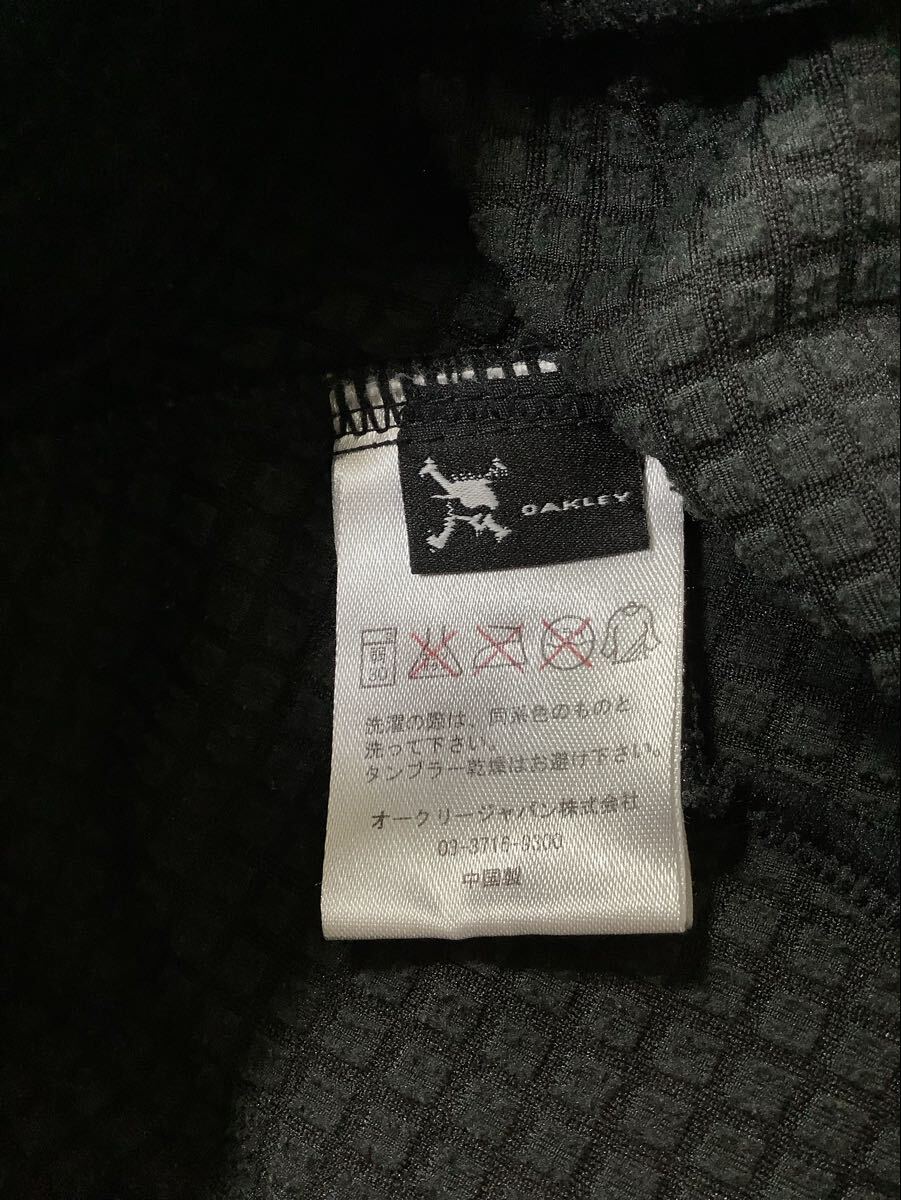 OAKLEY
弱
30
洗濯の際は、同系色のものと
洗って下さい。
タンブラー乾燥はお避け下さい。
オークリージャパン株式会社
03-3716-9300
中国製